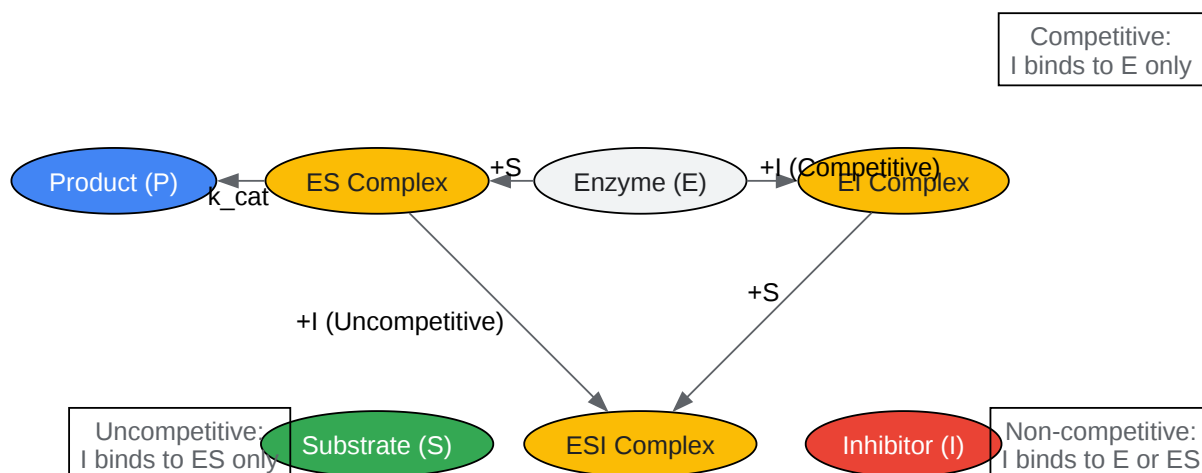 Competitive:
I binds to E only
Product (P)
k_cat
ES Complex
+S
Enzyme (E)
+I (Competitive)
EI Complex
+I (Uncompetitive)
+S
Uncompetitive:
I binds to ES only
Substrate (S)
ESI Complex
Inhibitor (I)
Non-competitive:
I binds to E or ES